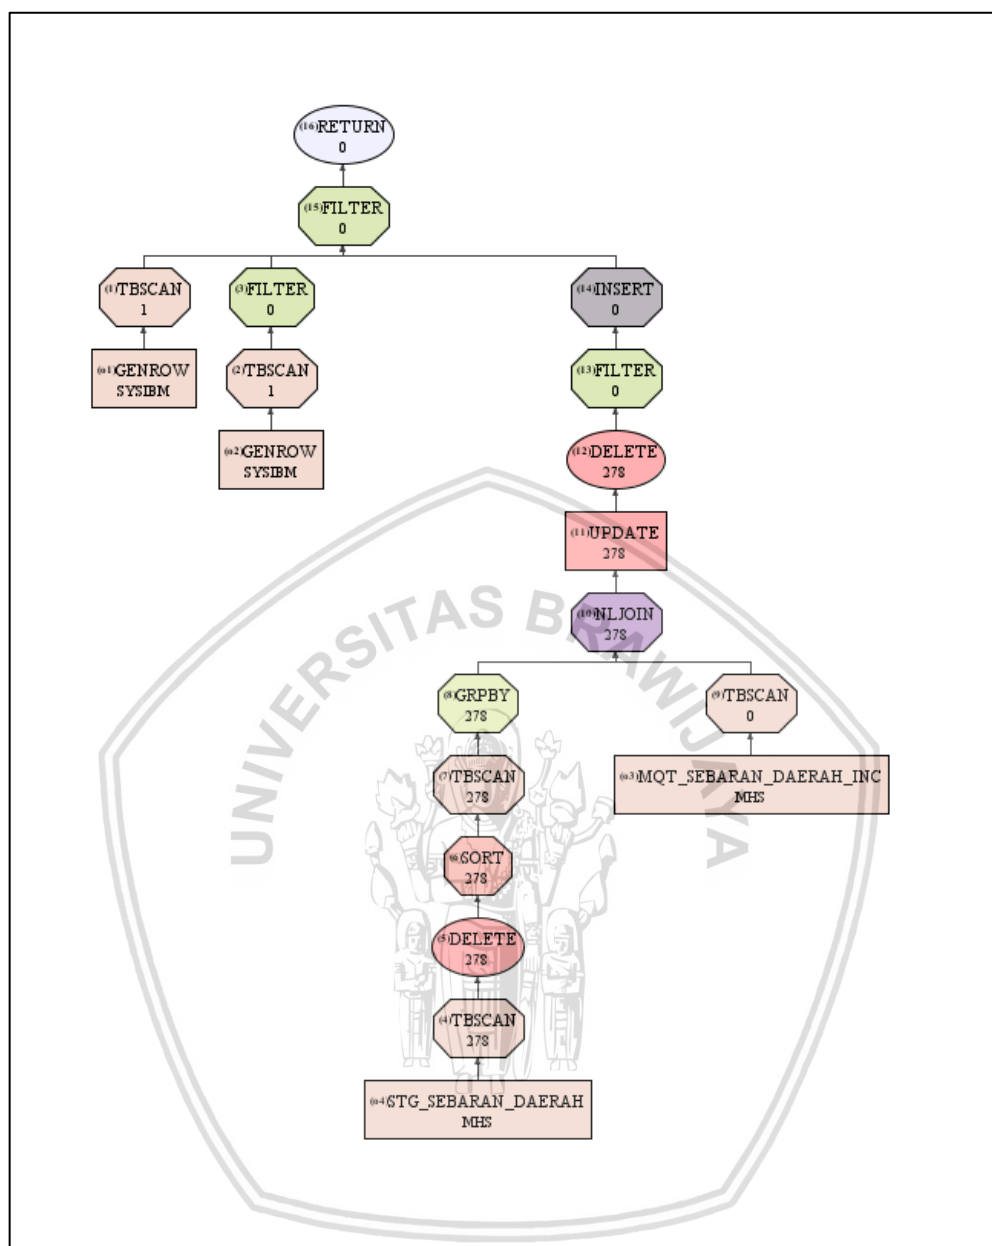 (16)RETURN
0
(15)FILTER
0
(1)TBSCAN
1
(3)FILTER
0
(14)INSERT
0
(o1)GENROW
SYSIBM
(2)TBSCAN
1
(13)FILTER
0
(o2)GENROW
SYSIBM
(12)DELETE
278
(11)UPDATE
278
(10)NLJOIN
278
(8)GRPBY
278
(9)TBSCAN
0
(7)TBSCAN
278
(o3)MQT_SEBARAN_DAERAH_INC
MHS
(6)SORT
278
(5)DELETE
278
(4)TBSCAN
278
(o4)STG_SEBARAN_DAERAH
MHS
UNIVERSITAS BRAWIJAYA